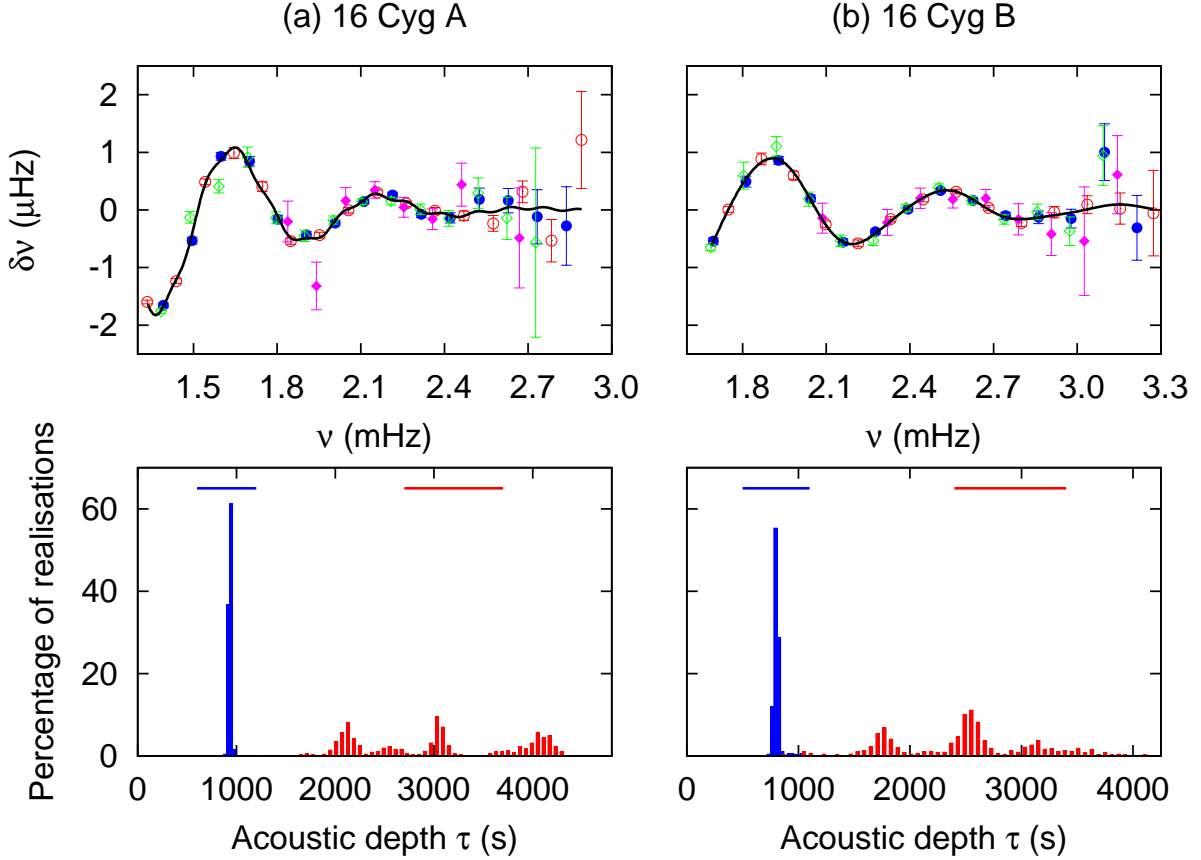 (a) 16 Cyg A
(b) 16 Cyg B
δν (μHz)
2
1
0
-1
-2
1.5 1.8 2.1 2.4 2.7 3.0
1.8 2.1 2.4 2.7 3.0 3.3
ν (mHz)
ν (mHz)
Percentage of realisations
60
40
20
0
0 1000 2000 3000 4000
0 1000 2000 3000 4000
Acoustic depth τ (s)
Acoustic depth τ (s)